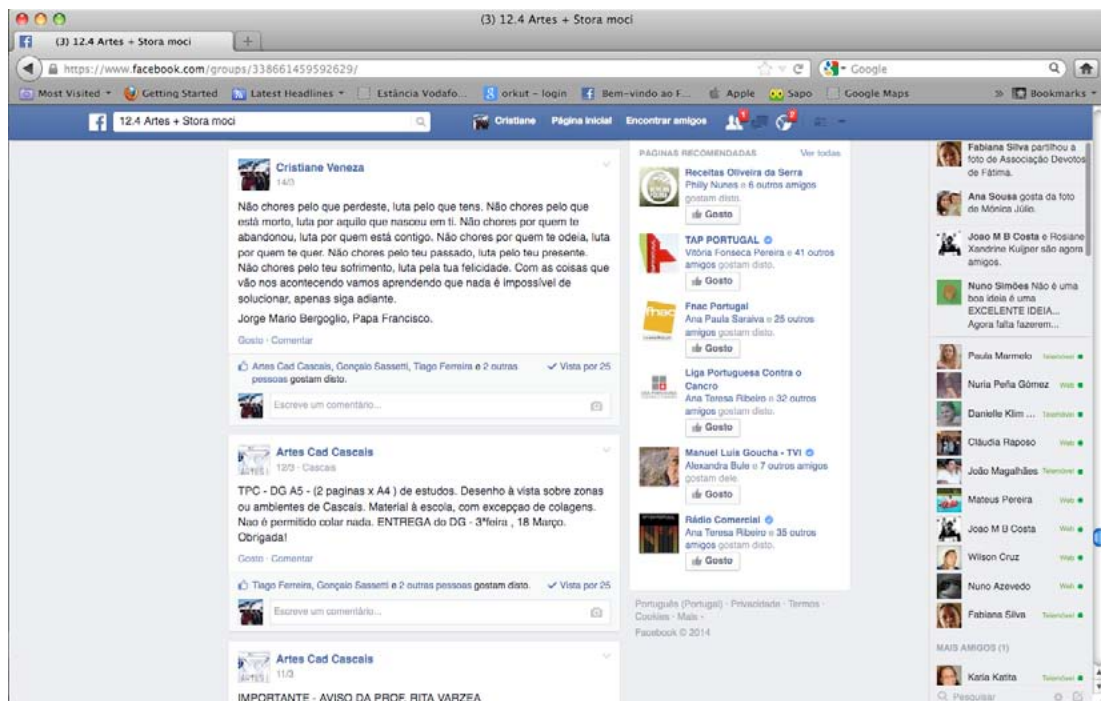 (3) 12.4 Artes + Stora moci
(3) 12.4 Artes + Stora moci
https://www.facebook.com/groups/338661459592629/
Google
Most Visited
Getting Started
Latest Headlines
Estância Vodafo...
orkut - login
Bem-vindo ao F...
Apple
Sapo
Google Maps
Bookmarks
12.4 Artes + Stora moci
Cristiane
Página inicial
Encontrar amigos
Cristiane Veneza
14/3
Não chores pelo que perdeste, luta pelo que tens. Não chores pelo que
está morto, luta por aquilo que nasceu em ti. Não chores por quem te
abandonou, luta por quem está contigo. Não chores por quem te odeia, luta
por quem te quer. Não chores pelo teu passado, luta pelo teu presente.
Não chores pelo teu sofrimento, luta pela tua felicidade. Com as coisas que
vão nos acontecendo vamos aprendendo que nada é impossível de
solucionar, apenas siga adiante.
Jorge Mario Bergoglio, Papa Francisco.
Gosto · Comentar
Artes Cad Cascais, Gonçalo Sassetti, Tiago Ferreira e 2 outras
pessoas gostam disto.
Vista por 25
Escreve um comentário...
Artes Cad Cascais
12/3 · Cascais
TPC - DG A5 - (2 paginas x A4 ) de estudos. Desenho à vista sobre zonas
ou ambientes de Cascais. Material à escola, com excepçao de colagens.
Nao é permitido colar nada. ENTREGA do DG - 3ªfeira , 18 Março.
Obrigada!
Gosto · Comentar
Tiago Ferreira, Gonçalo Sassetti e 2 outras pessoas gostam disto.
Vista por 25
Escreve um comentário...
Artes Cad Cascais
11/3
IMPORTANTE - AVISO DA PROF. RITA VARZEA
PÁGINAS RECOMENDADAS
Ver todas
Receitas Oliveira da Serra
Philly Nunes e 6 outros amigos
gostam disto.
Gosto
TAP PORTUGAL
Vitória Fonseca Pereira e 41 outros
amigos gostam disto.
Gosto
Fnac Portugal
Ana Paula Saraiva e 25 outros
amigos gostam disto.
Gosto
Liga Portuguesa Contra o
Cancro
Ana Teresa Ribeiro e 32 outros
amigos gostam disto.
Gosto
Manuel Luís Goucha - TVI
Alexandra Bule e 7 outros amigos
gostam dele.
Gosto
Rádio Comercial
Ana Teresa Ribeiro e 35 outros
amigos gostam disto.
Gosto
Português (Portugal) · Privacidade · Termos ·
Cookies · Mais
Facebook © 2014
Fabiana Silva partilhou a
foto de Associação Devotos
de Fátima.
Ana Sousa gosta da foto
de Mónica Júlio.
Joao M B Costa e Rosiane
Xandrine Kuijper são agora
amigos.
Nuno Simões Não é uma
boa ideia é uma
EXCELENTE IDEIA...
Agora falta fazerem...
Paula Marmelo Telemóvel
Nuria Peña Gómez Web
Danielle Klim ... Telemóvel
Cláudia Raposo Web
João Magalhães Telemóvel
Mateus Pereira Web
Joao M B Costa Web
Wilson Cruz Web
Nuno Azevedo Web
Fabiana Silva Telemóvel
MAIS AMIGOS (1)
Katia Katita Telemóvel
Pesquisar